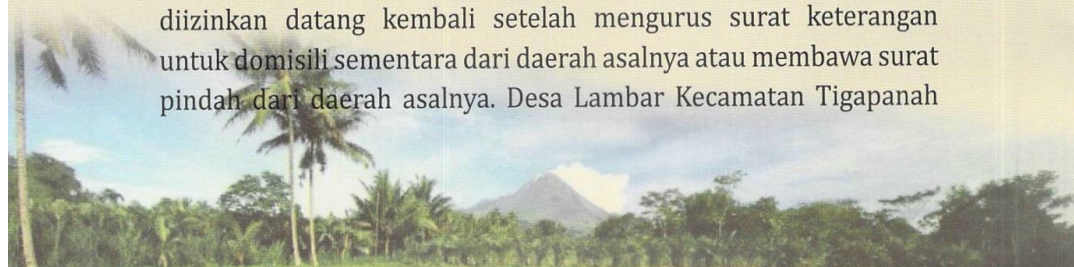 diizinkan datang kembali setelah mengurus surat keterangan
untuk domisili sementara dari daerah asalnya atau membawa surat
pindah dari daerah asalnya. Desa Lambar Kecamatan Tigapanah